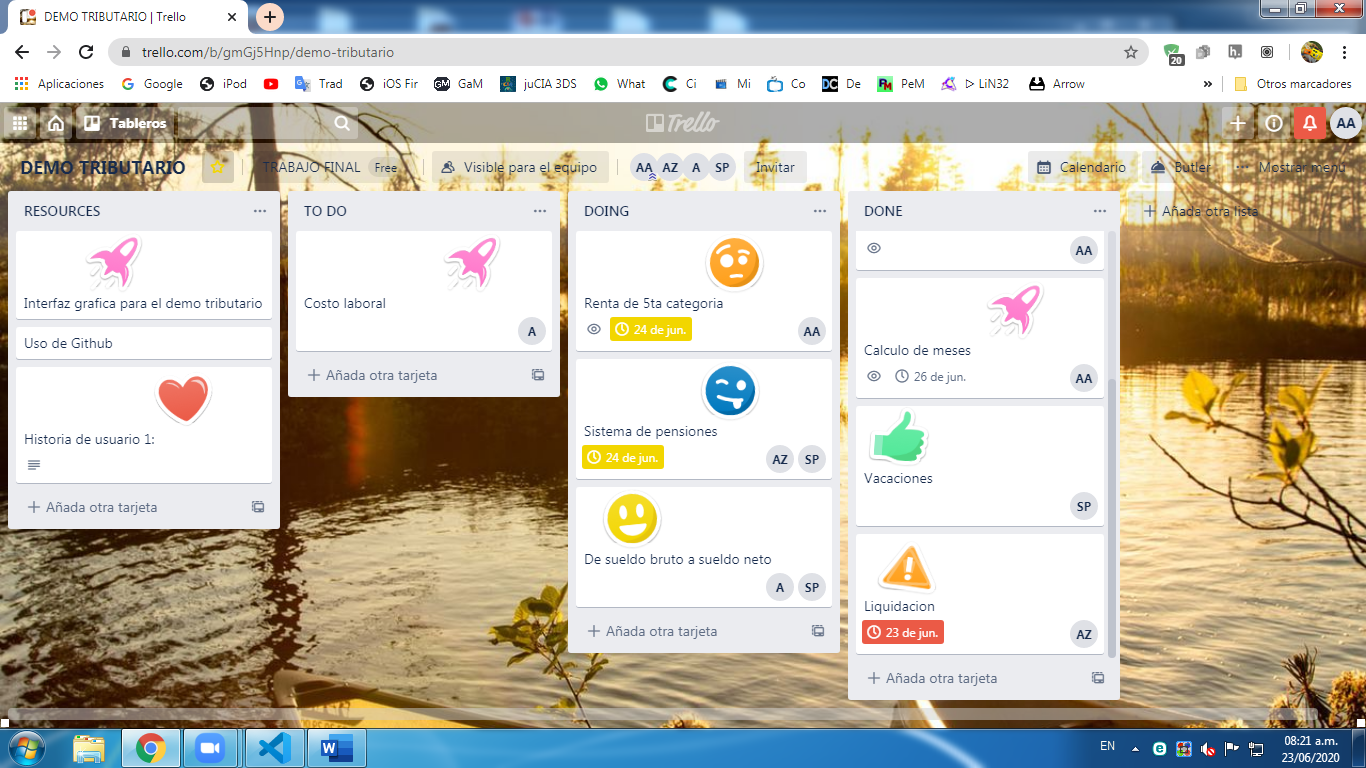 DEMO TRIBUTARIO | Trello
trello.com/b/gmGj5Hnp/demo-tributario
20
Aplicaciones
Google
iPod
Trad
iOS Fir
GM
GaM
juCIA 3DS
What
Ci
Mi
Co
DC
De
PeM
▷ LiN32
Arrow
»
Otros marcadores
Tableros
Trello
AA
DEMO TRIBUTARIO
TRABAJO FINAL
Free
Visible para el equipo
AA
AZ
A
SP
Invitar
Calendario
Butler
Mostrar menú
RESOURCES
Interfaz grafica para el demo tributario
Uso de Github
Historia de usuario 1:
+ Añada otra tarjeta
TO DO
Costo laboral
A
+ Añada otra tarjeta
DOING
Renta de 5ta categoria
24 de jun.
AA
Sistema de pensiones
24 de jun.
AZ
SP
De sueldo bruto a sueldo neto
A
SP
+ Añada otra tarjeta
DONE
AA
Calculo de meses
26 de jun.
AA
Vacaciones
SP
Liquidacion
23 de jun.
AZ
+ Añada otra tarjeta
+ Añada otra lista
EN
08:21 a.m.
23/06/2020